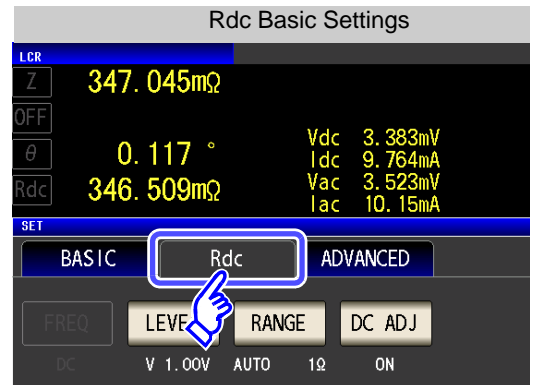 Rdc Basic Settings
LCR
Z 347.045mΩ
OFF
θ 0.117 °
Rdc 346.509mΩ
Vdc 3.383mV
Idc 9.764mA
Vac 3.523mV
Iac 10.15mA
SET
BASIC Rdc ADVANCED
FREQ LEVE RANGE DC ADJ
DC V 1.00V AUTO 1Ω ON